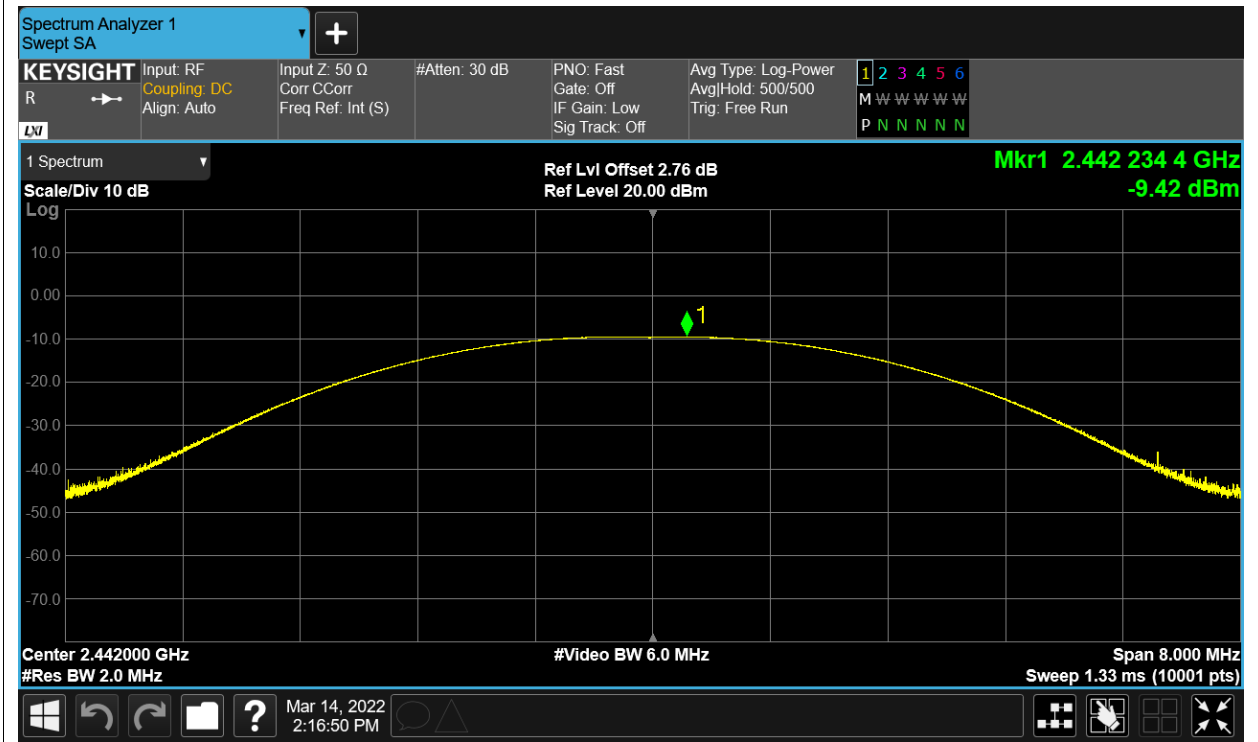 Spectrum Analyzer 1
Swept SA
▼
+
KEYSIGHT
R
LXI
Input: RF
Coupling: DC
Align: Auto
Input Z: 50 Ω
Corr CCorr
Freq Ref: Int (S)
#Atten: 30 dB
PNO: Fast
Gate: Off
IF Gain: Low
Sig Track: Off
Avg Type: Log-Power
Avg|Hold: 500/500
Trig: Free Run
1 2 3 4 5 6
M W W W W W
P N N N N N
1 Spectrum
▼
Scale/Div 10 dB
Log
Ref Lvl Offset 2.76 dB
Ref Level 20.00 dBm
Mkr1 2.442 234 4 GHz
-9.42 dBm
10.0
0.00
-10.0
-20.0
-30.0
-40.0
-50.0
-60.0
-70.0
1
Center 2.442000 GHz
#Res BW 2.0 MHz
#Video BW 6.0 MHz
Span 8.000 MHz
Sweep 1.33 ms (10001 pts)
?
Mar 14, 2022
2:16:50 PM